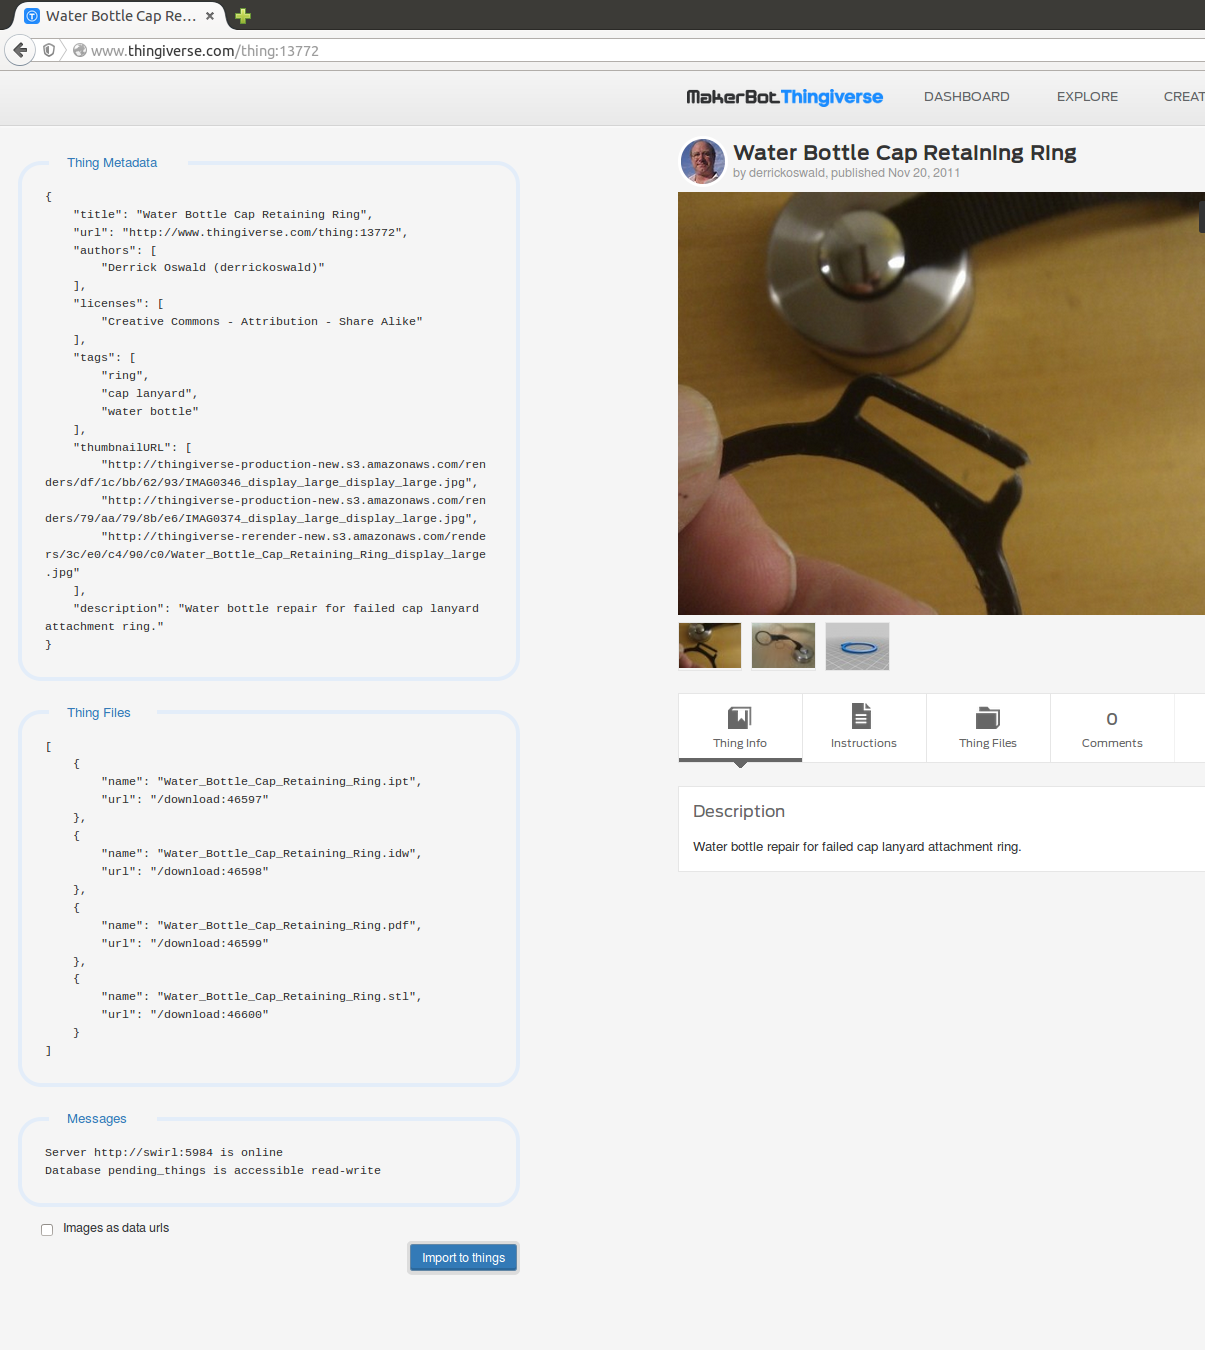 Water Bottle Cap Re...
www.thingiverse.com/thing:13772
MakerBot.Thingiverse
DASHBOARD
EXPLORE
CREAT
Thing Metadata
{
"title": "Water Bottle Cap Retaining Ring",
"url": "http://www.thingiverse.com/thing:13772",
"authors": [
"Derrick Oswald (derrickoswald)"
],
"licenses": [
"Creative Commons - Attribution - Share Alike"
],
"tags": [
"ring",
"cap lanyard",
"water bottle"
],
"thumbnailURL": [
"http://thingiverse-production-new.s3.amazonaws.com/ren
ders/df/1c/bb/62/93/IMAG0346_display_large_display_large.jpg",
"http://thingiverse-production-new.s3.amazonaws.com/ren
ders/79/aa/79/8b/e6/IMAG0374_display_large_display_large.jpg",
"http://thingiverse-rerender-new.s3.amazonaws.com/rende
rs/3c/e0/c4/90/c0/Water_Bottle_Cap_Retaining_Ring_display_large
.jpg"
],
"description": "Water bottle repair for failed cap lanyard
attachment ring."
}
Thing Files
[
{
"name": "Water_Bottle_Cap_Retaining_Ring.ipt",
"url": "/download:46597"
},
{
"name": "Water_Bottle_Cap_Retaining_Ring.idw",
"url": "/download:46598"
},
{
"name": "Water_Bottle_Cap_Retaining_Ring.pdf",
"url": "/download:46599"
},
{
"name": "Water_Bottle_Cap_Retaining_Ring.stl",
"url": "/download:46600"
}
]
Messages
Server http://swirl:5984 is online
Database pending_things is accessible read-write
Images as data urls
Import to things
Water Bottle Cap Retaining Ring
by derrickoswald, published Nov 20, 2011
Thing Info
Instructions
Thing Files
0
Comments
Description
Water bottle repair for failed cap lanyard attachment ring.